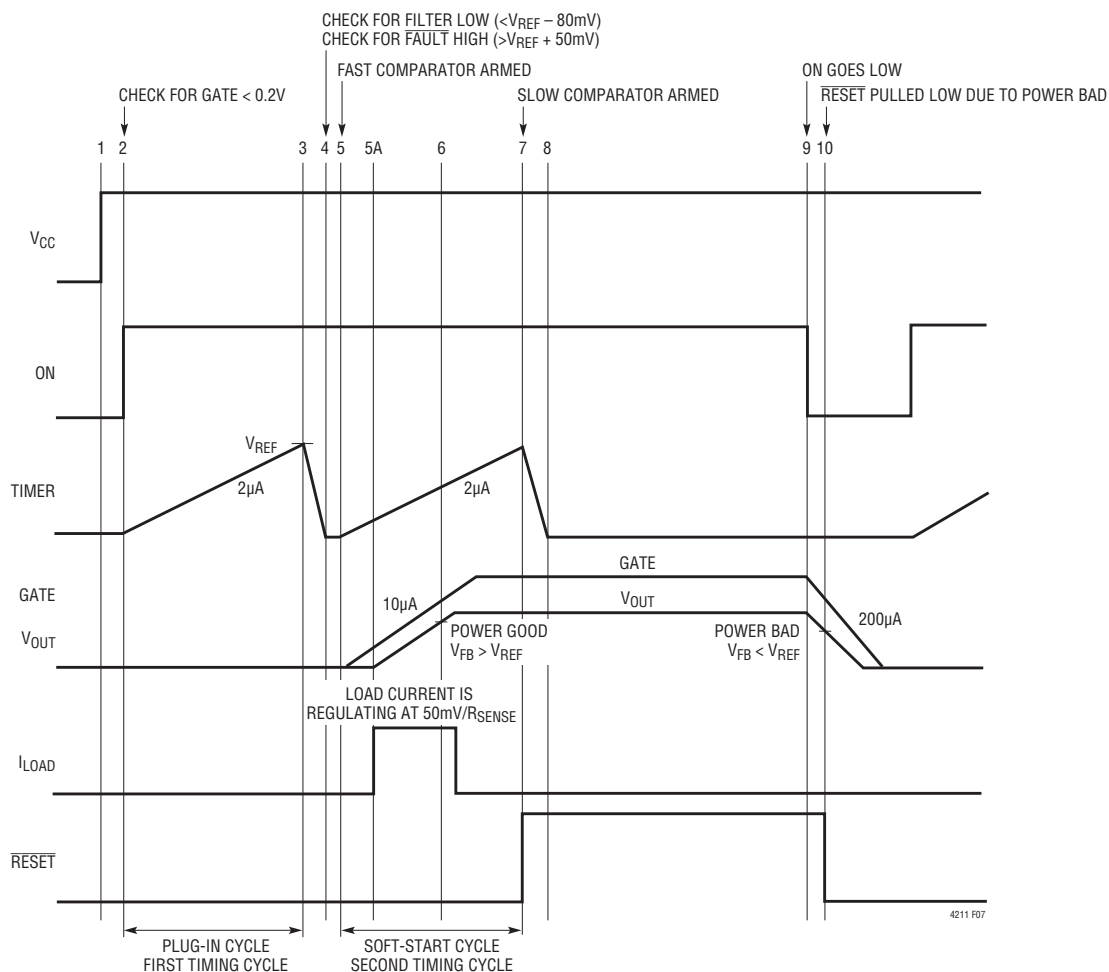 CHECK FOR FILTER LOW (<VREF – 80mV)
CHECK FOR FAULT HIGH (>VREF + 50mV)
FAST COMPARATOR ARMED
ON GOES LOW
CHECK FOR GATE < 0.2V
SLOW COMPARATOR ARMED
RESET PULLED LOW DUE TO POWER BAD
1 2 3 4 5 5A 6 7 8 9 10
VCC
ON
VREF
TIMER
2µA
2µA
GATE
GATE
10µA
VOUT
200µA
VOUT
POWER GOOD
VFB > VREF
POWER BAD
VFB < VREF
LOAD CURRENT IS
REGULATING AT 50mV/RSENSE
ILOAD
RESET
4211 F07
PLUG-IN CYCLE
FIRST TIMING CYCLE
SOFT-START CYCLE
SECOND TIMING CYCLE